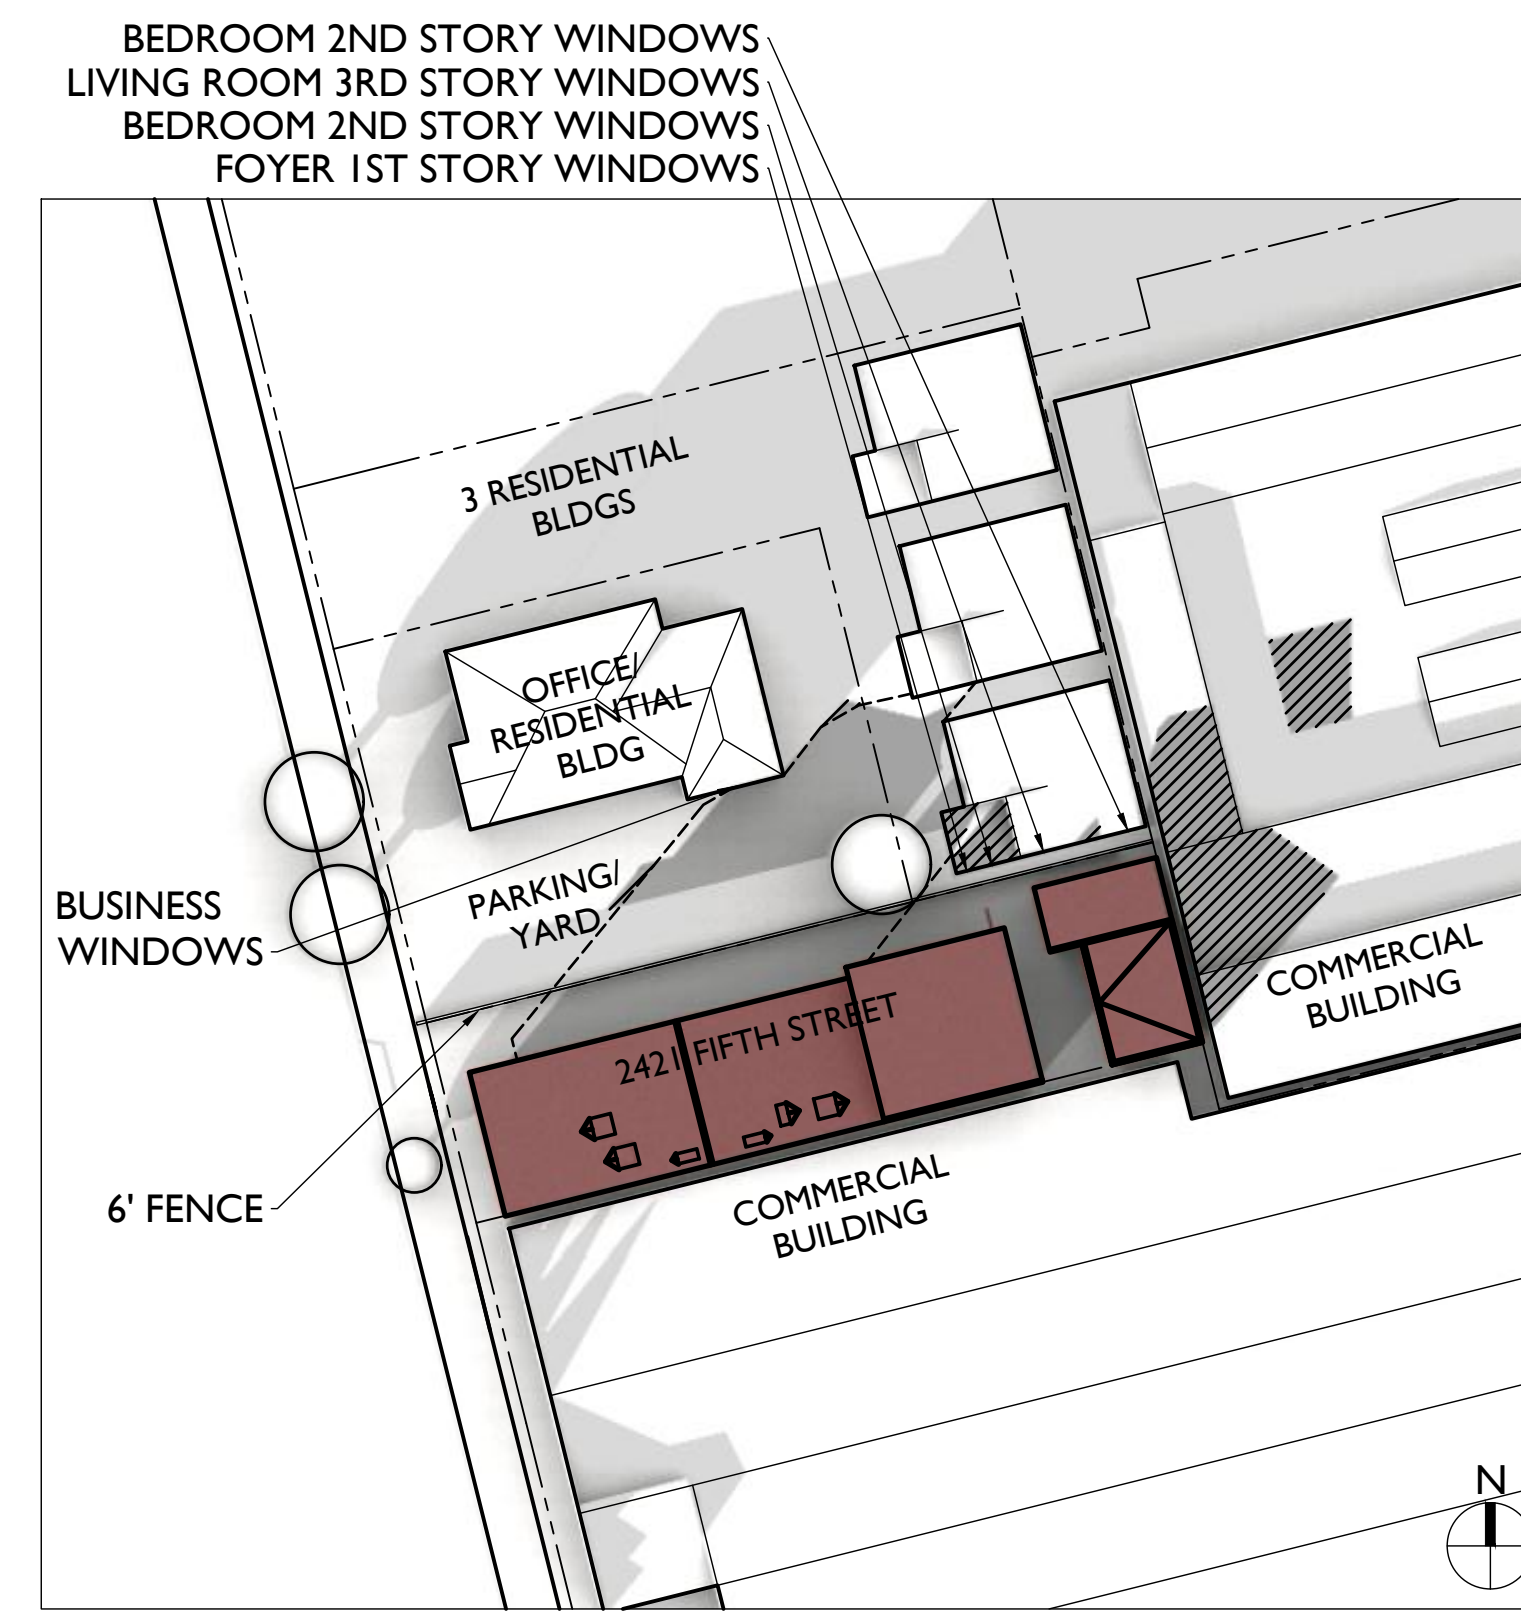 BEDROOM 2ND STORY WINDOWS
LIVING ROOM 3RD STORY WINDOWS
BEDROOM 2ND STORY WINDOWS
FOYER 1ST STORY WINDOWS
3 RESIDENTIAL
BLDGS
OFFICE/
RESIDENTIAL
BLDG
PARKING/
YARD
BUSINESS
WINDOWS
2421 FIFTH STREET
COMMERCIAL
BUILDING
6' FENCE
COMMERCIAL
BUILDING
N